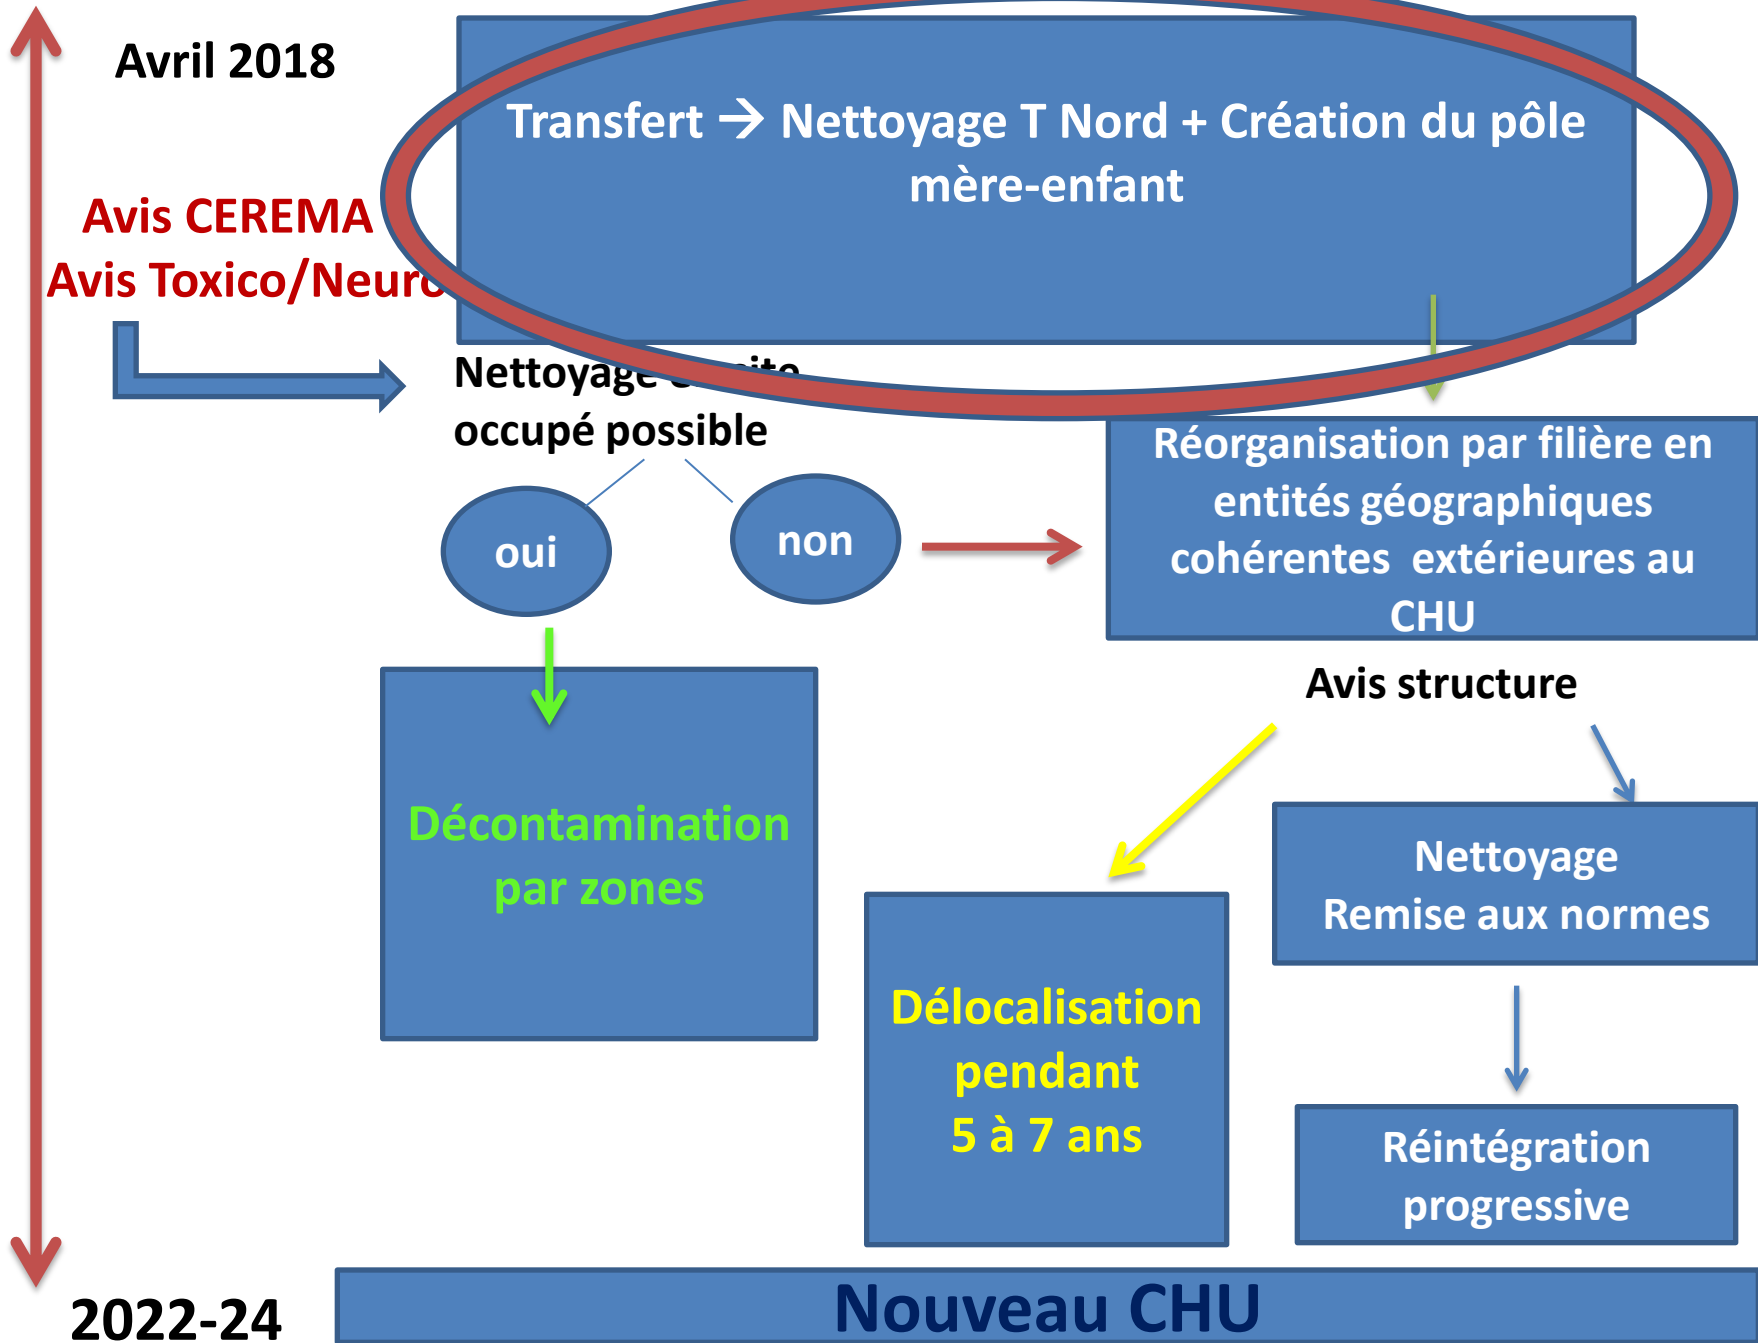 Avril 2018
Transfert → Nettoyage T Nord + Création du pôle
mère-enfant
Avis CEREMA
Avis Toxico/Neuro
Nettoyage
occupé possible
oui
non
Réorganisation par filière en
entités géographiques
cohérentes extérieures au
CHU
Avis structure
Décontamination
par zones
Nettoyage
Remise aux normes
Délocalisation
pendant
5 à 7 ans
Réintégration
progressive
2022-24
Nouveau CHU